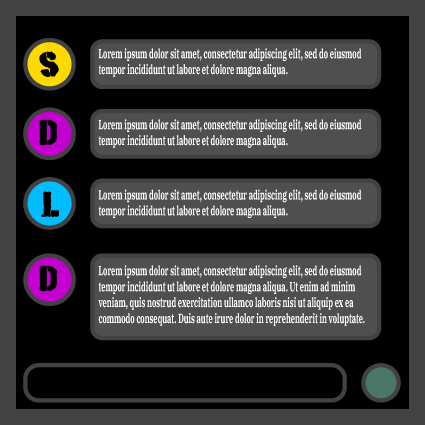 S
Lorem ipsum dolor sit amet, consectetur adipiscing elit, sed do eiusmod
tempor incididunt ut labore et dolore magna aliqua.
D
Lorem ipsum dolor sit amet, consectetur adipiscing elit, sed do eiusmod
tempor incididunt ut labore et dolore magna aliqua.
L
Lorem ipsum dolor sit amet, consectetur adipiscing elit, sed do eiusmod
tempor incididunt ut labore et dolore magna aliqua.
D
Lorem ipsum dolor sit amet, consectetur adipiscing elit, sed do eiusmod
tempor incididunt ut labore et dolore magna aliqua. Ut enim ad minim
veniam, quis nostrud exercitation ullamco laboris nisi ut aliquip ex ea
commodo consequat. Duis aute irure dolor in reprehenderit in voluptate.